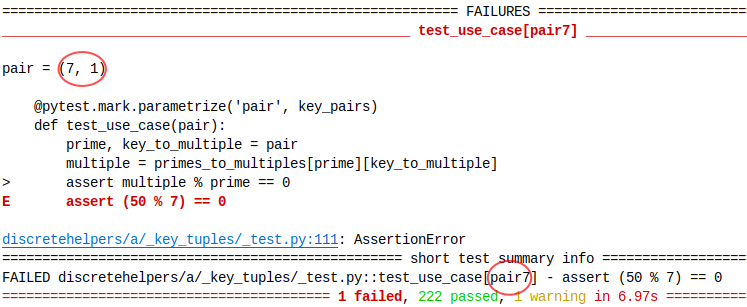 ========================================================= FAILURES ==========================
___________________________________________________ test_use_case[pair7] ____________________
pair = (7, 1)
@pytest.mark.parametrize('pair', key_pairs)
def test_use_case(pair):
prime, key_to_multiple = pair
multiple = primes_to_multiples[prime][key_to_multiple]
> assert multiple % prime == 0
E assert (50 % 7) == 0
discretehelpers/a/_key_tuples/_test.py:111: AssertionError
================================================== short test summary info ==================
FAILED discretehelpers/a/_key_tuples/_test.py::test_use_case[pair7] - assert (50 % 7) == 0
========================================= 1 failed, 222 passed, 1 warning in 6.97s ==========